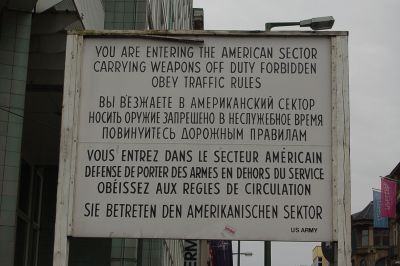 YOU ARE ENTERING THE AMERICAN SECTOR
CARRYING WEAPONS OFF DUTY FORBIDDEN
OBEY TRAFFIC RULES
ВЫ ВЪЕЗЖАЕТЕ В АМЕРИКАНСКИЙ СЕКТОР
НОСИТЬ ОРУЖИЕ ЗАПРЕЩЕНО В НЕСЛУЖЕБНОЕ ВРЕМЯ
ПОВИНУЙТЕСЬ ДОРОЖНЫМ ПРАВИЛАМ
VOUS ENTREZ DANS LE SECTEUR AMÉRICAIN
DÉFENSE DE PORTER DES ARMES EN DEHORS DU SERVICE
OBÉISSEZ AUX RÈGLES DE CIRCULATION
SIE BETRETEN DEN AMERIKANISCHEN SEKTOR
US ARMY